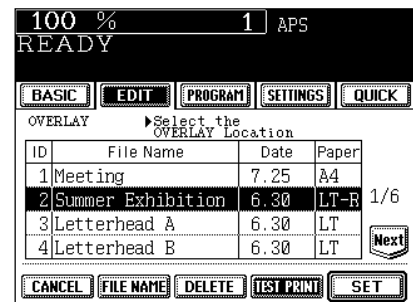 100 % 1 APS
READY
BASIC EDIT PROGRAM SETTINGS QUICK
OVERLAY ▶Select the
OVERLAY Location
ID File Name Date Paper
1 Meeting 7.25 A4
2 Summer Exhibition 6.30 LT-R 1/6
3 Letterhead A 6.30 LT
4 Letterhead B 6.30 LT Next
CANCEL FILE NAME DELETE TEST PRINT SET